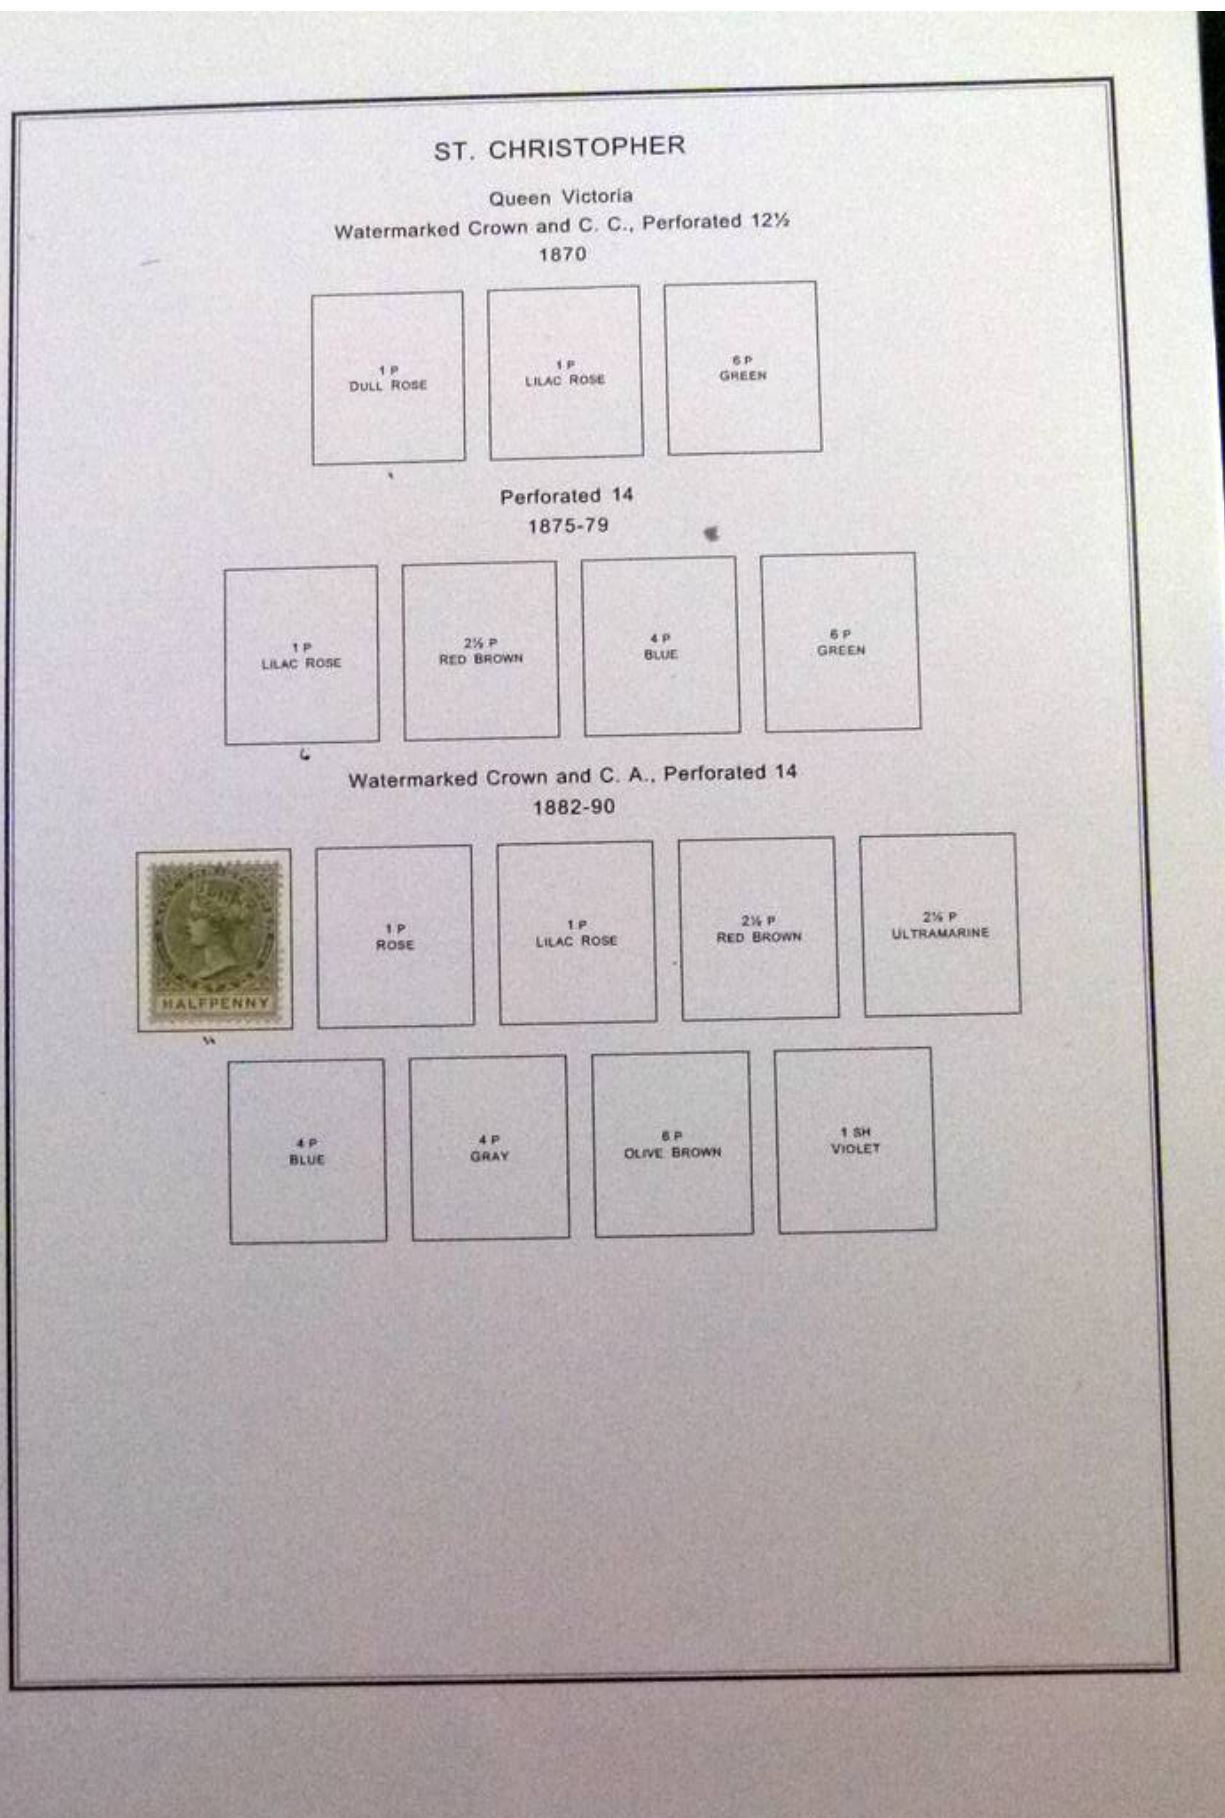 ST. CHRISTOPHER
Queen Victoria
Watermarked Crown and C. C., Perforated 12½
1870
1 P
DULL ROSE
1 P
LILAC ROSE
6 P
GREEN
Perforated 14
1875-79
1 P
LILAC ROSE
2½ P
RED BROWN
4 P
BLUE
6 P
GREEN
6
Watermarked Crown and C. A., Perforated 14
1882-90
HALFPENNY
1 P
ROSE
1 P
LILAC ROSE
2½ P
RED BROWN
2½ P
ULTRAMARINE
4 P
BLUE
4 P
GRAY
6 P
OLIVE BROWN
1 SH
VIOLET